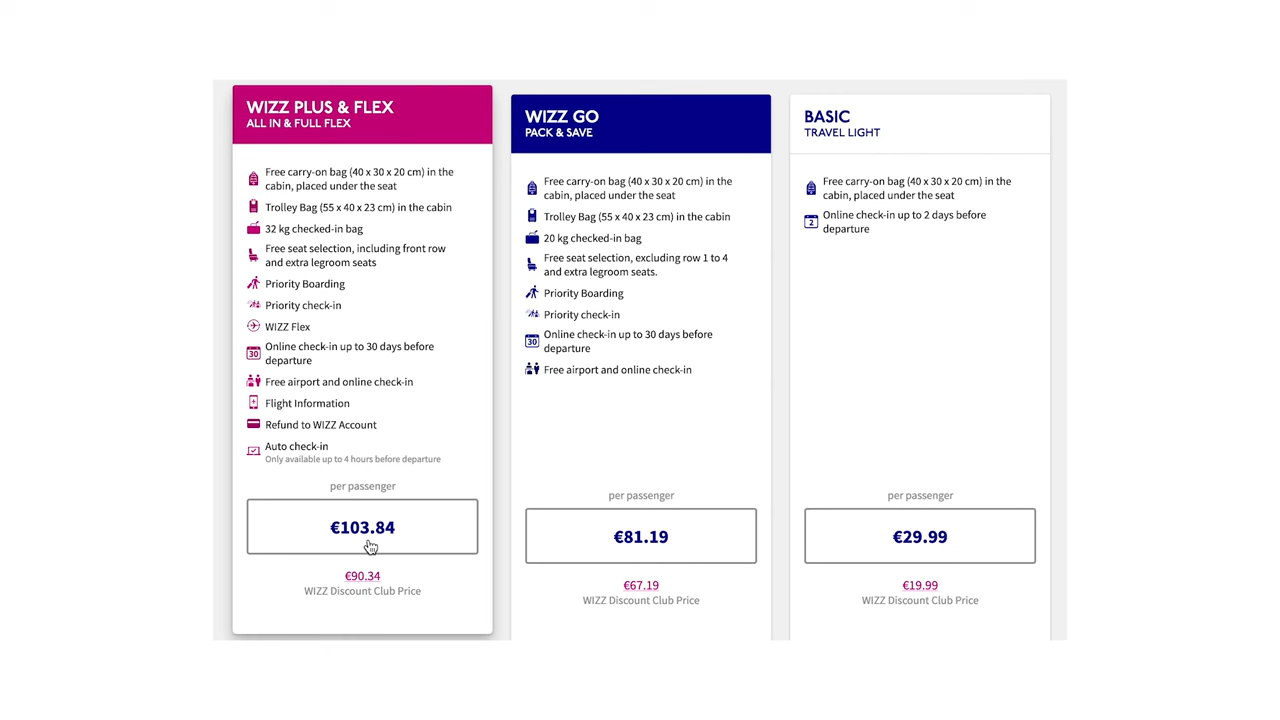 WIZZ PLUS & FLEX
ALL IN & FULL FLEX
Free carry-on bag (40 x 30 x 20 cm) in the
cabin, placed under the seat
Trolley Bag (55 x 40 x 23 cm) in the cabin
32 kg checked-in bag
Free seat selection, including front row
and extra legroom seats
Priority Boarding
Priority check-in
WIZZ Flex
30
Online check-in up to 30 days before
departure
Free airport and online check-in
Flight Information
Refund to WIZZ Account
Auto check-in
Only available up to 4 hours before departure
per passenger
€103.84
€90.34
WIZZ Discount Club Price
WIZZ GO
PACK & SAVE
Free carry-on bag (40 x 30 x 20 cm) in the
cabin, placed under the seat
Trolley Bag (55 x 40 x 23 cm) in the cabin
20 kg checked-in bag
Free seat selection, excluding row 1 to 4
and extra legroom seats.
Priority Boarding
Priority check-in
30
Online check-in up to 30 days before
departure
Free airport and online check-in
per passenger
€81.19
€67.19
WIZZ Discount Club Price
BASIC
TRAVEL LIGHT
Free carry-on bag (40 x 30 x 20 cm) in the
cabin, placed under the seat
2
Online check-in up to 2 days before
departure
per passenger
€29.99
€19.99
WIZZ Discount Club Price